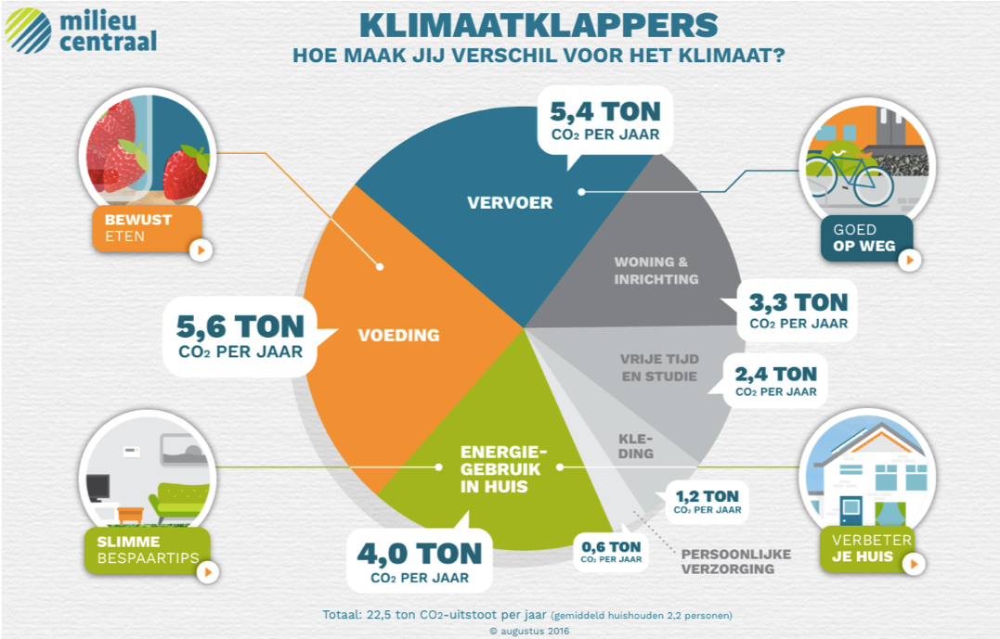 milieu
centraal
KLIMAATKLAPPERS
HOE MAAK JIJ VERSCHIL VOOR HET KLIMAAT?
5,4 TON
CO₂ PER JAAR
VERVOER
BEWUST
ETEN
GOED
OP WEG
WONING &
INRICHTING
3,3 TON
CO₂ PER JAAR
5,6 TON
CO₂ PER JAAR
VOEDING
VRIJE TIJD
EN STUDIE
2,4 TON
CO₂ PER JAAR
KLE-
DING
ENERGIE-
GEBRUIK
IN HUIS
1,2 TON
CO₂ PER JAAR
SLIMME
BESPAARTIPS
4,0 TON
CO₂ PER JAAR
0,6 TON
CO₂ PER JAAR
PERSOONLIJKE
VERZORGING
VERBETER
JE HUIS
Totaal: 22,5 ton CO₂-uitstoot per jaar (gemiddeld huishouden 2,2 personen)
© augustus 2016